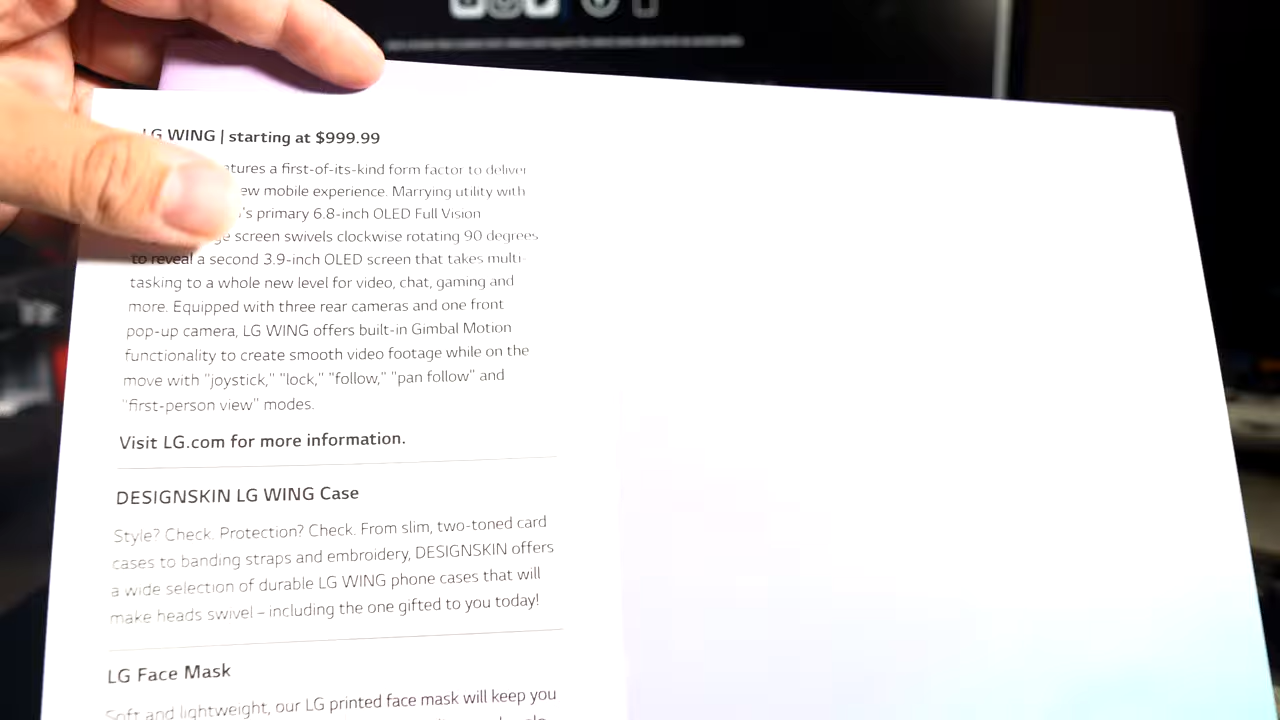 LG WING | starting at $999.99
a first-of-its-kind form factor to deliver
mobile experience. Marrying utility with
primary 6.8-inch OLED Full Vision
screen swivels clockwise rotating 90 degrees
to reveal a second 3.9-inch OLED screen that takes multi-
tasking to a whole new level for video, chat, gaming and
more. Equipped with three rear cameras and one front
pop-up camera, LG WING offers built-in Gimbal Motion
functionality to create smooth video footage while on the
move with "joystick," "lock," "follow," "pan follow" and
"first-person view" modes.
Visit LG.com for more information.
DESIGNSKIN LG WING Case
Style? Check. Protection? Check. From slim, two-toned card
cases to banding straps and embroidery, DESIGNSKIN offers
a wide selection of durable LG WING phone cases that will
make heads swivel – including the one gifted to you today!
LG Face Mask
Soft and lightweight, our LG printed face mask will keep you